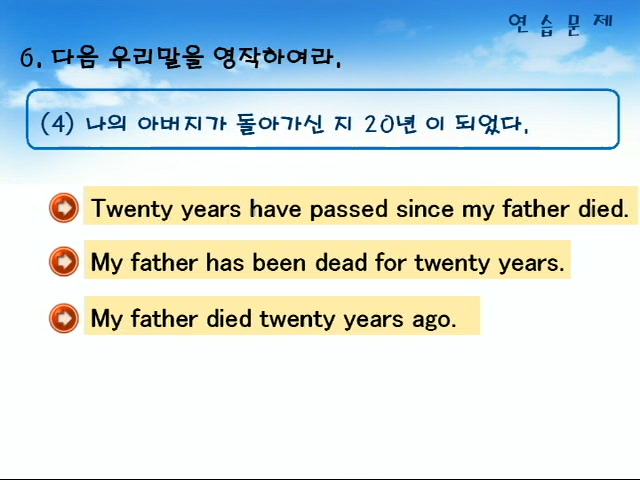 연 습 문 제
6. 다음 우리말을 영작하여라.
(4) 나의 아버지가 돌아가신 지 20년 이 되었다.
Twenty years have passed since my father died.
My father has been dead for twenty years.
My father died twenty years ago.